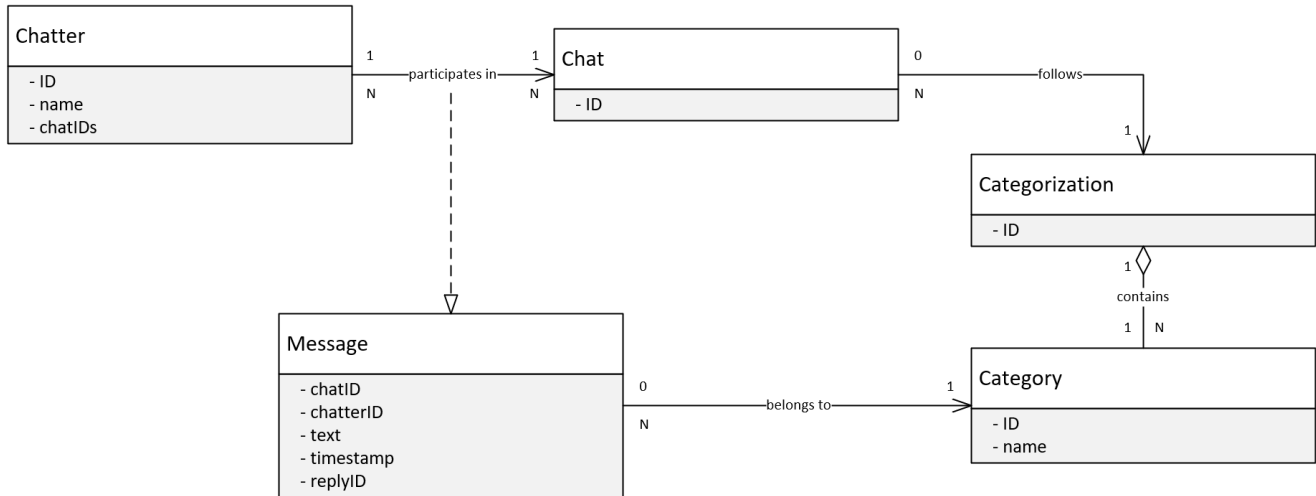 Chatter
- ID
- name
- chatIDs
1
N
participates in
1
N
Chat
- ID
0
N
follows
1
Categorization
- ID
1
contains
1 N
Message
- chatID
- chatterID
- text
- timestamp
- replyID
0
N
belongs to
1
Category
- ID
- name